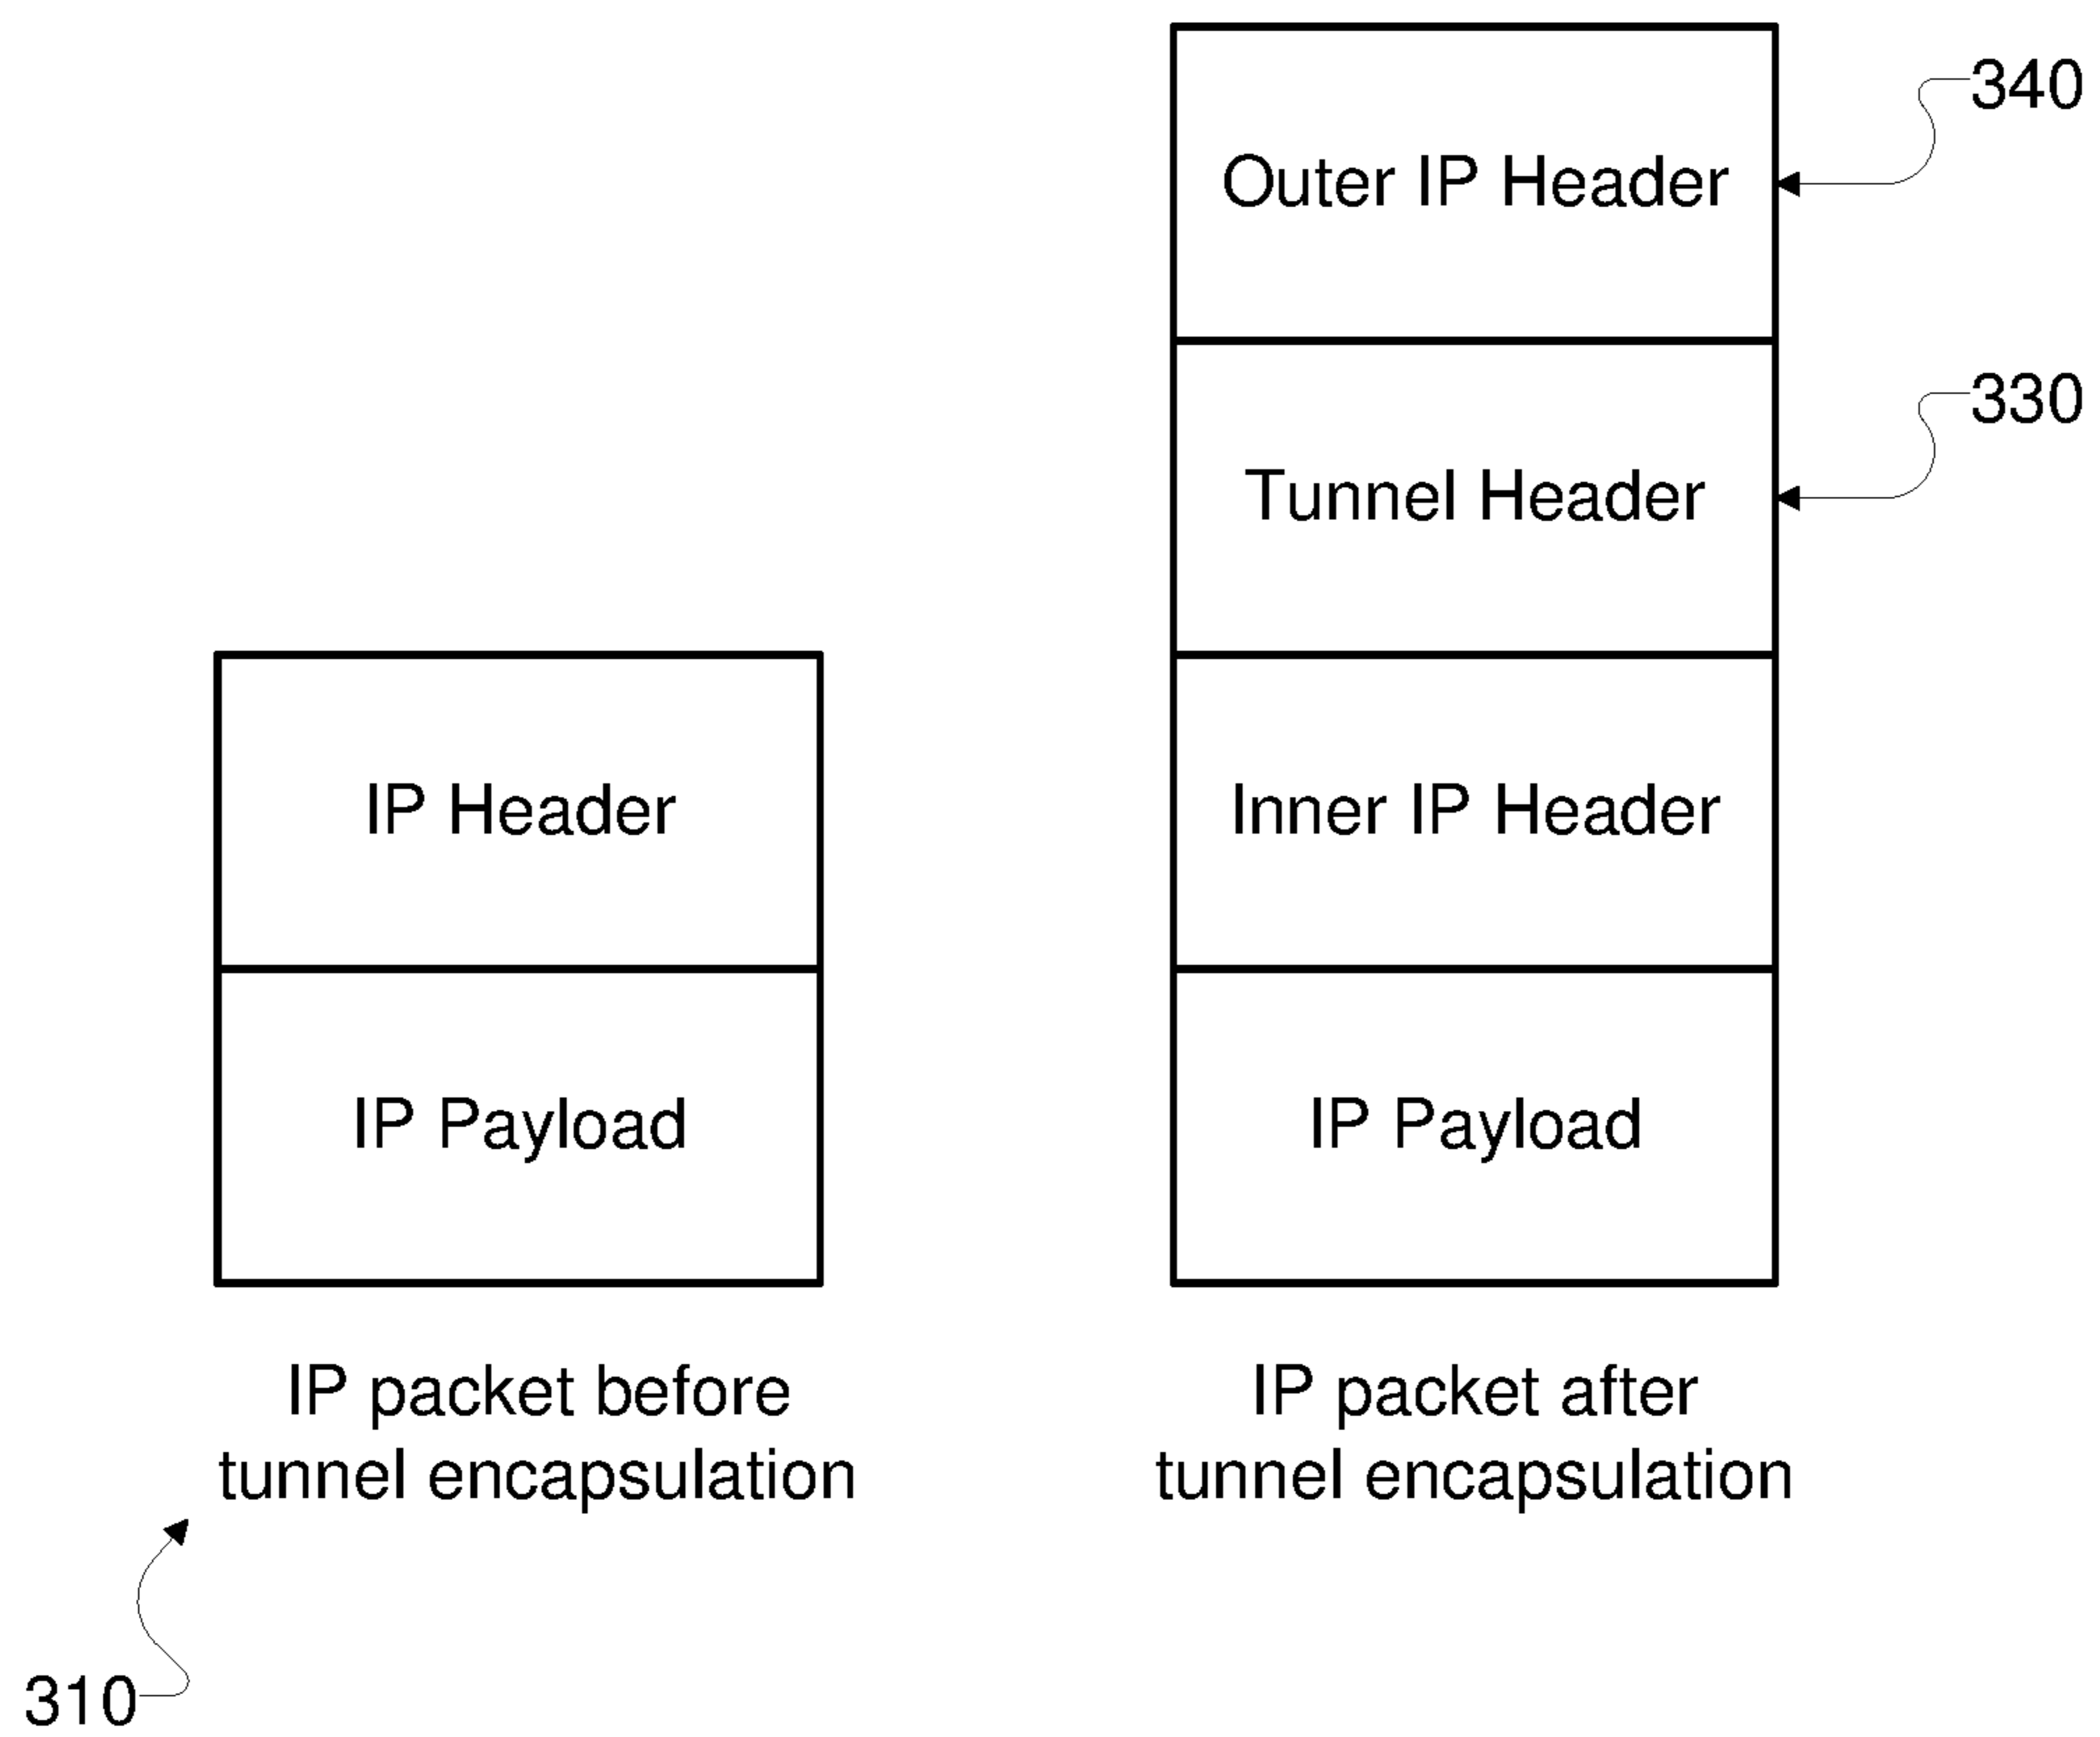 340
Outer IP Header
330
Tunnel Header
IP Header
Inner IP Header
IP Payload
IP Payload
IP packet before
tunnel encapsulation
IP packet after
tunnel encapsulation
310